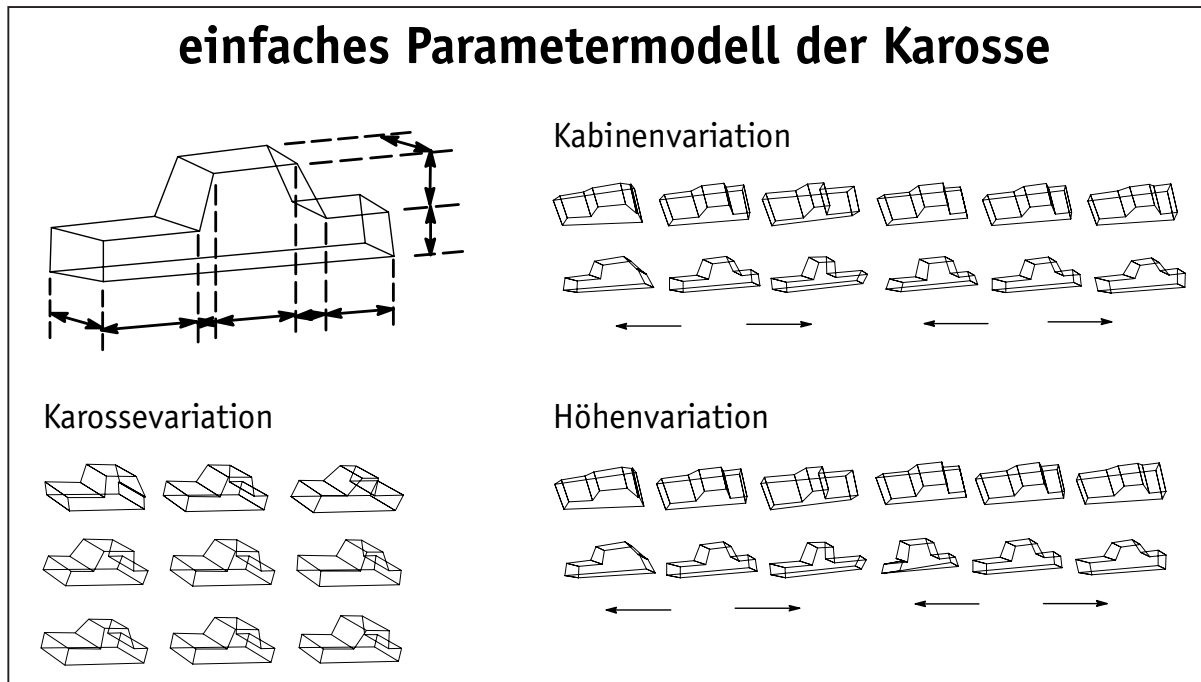 einfaches Parametermodell der Karosse
Kabinenvariation
Karossevariation
Höhenvariation